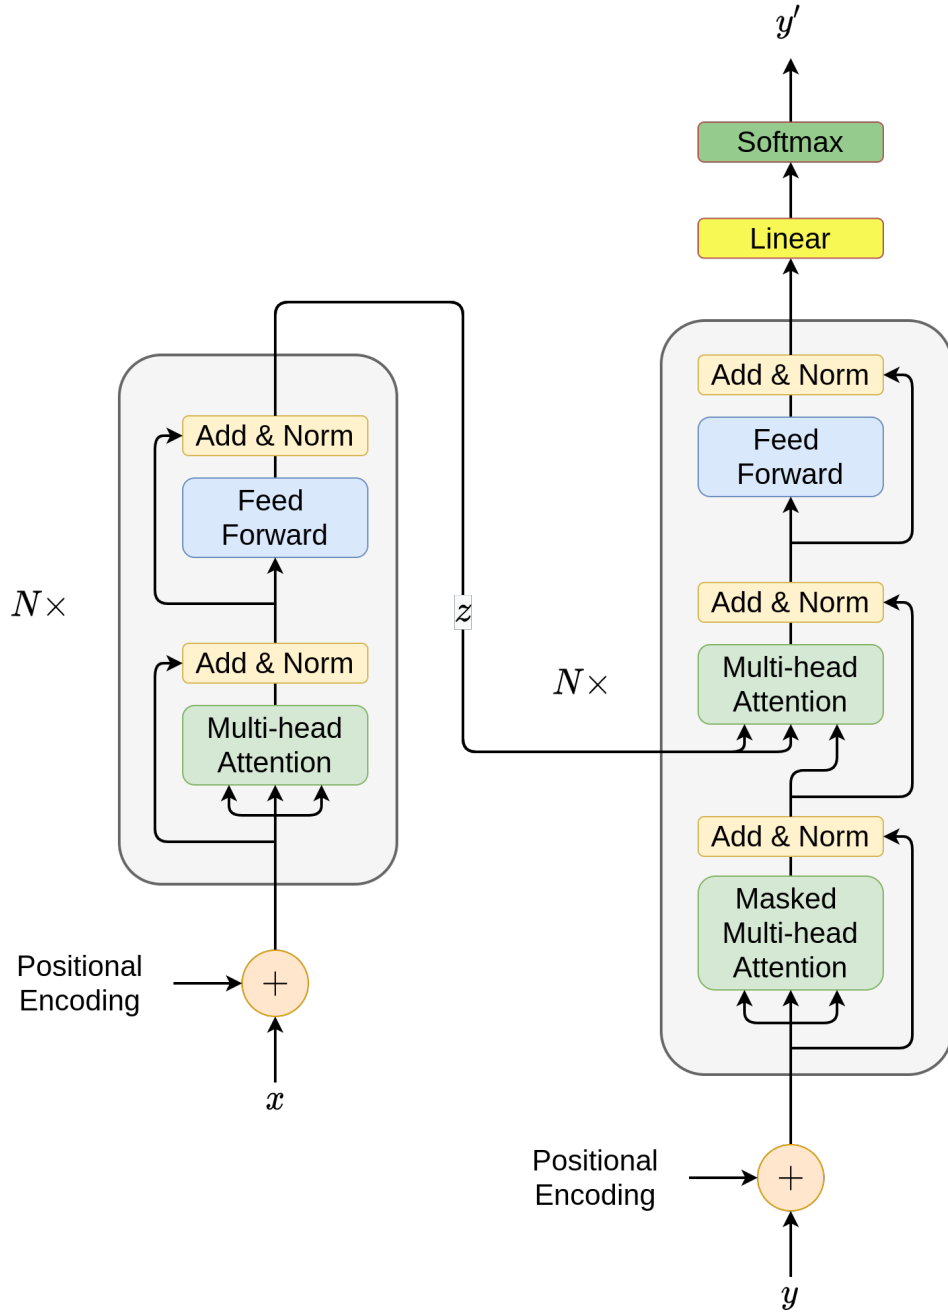 y′
Softmax
Linear
Add & Norm
Feed
Forward
N×
Add & Norm
Multi-head
Attention
Positional
Encoding
+
x
z
N×
Add & Norm
Feed
Forward
Add & Norm
Multi-head
Attention
Add & Norm
Masked
Multi-head
Attention
Positional
Encoding
+
y